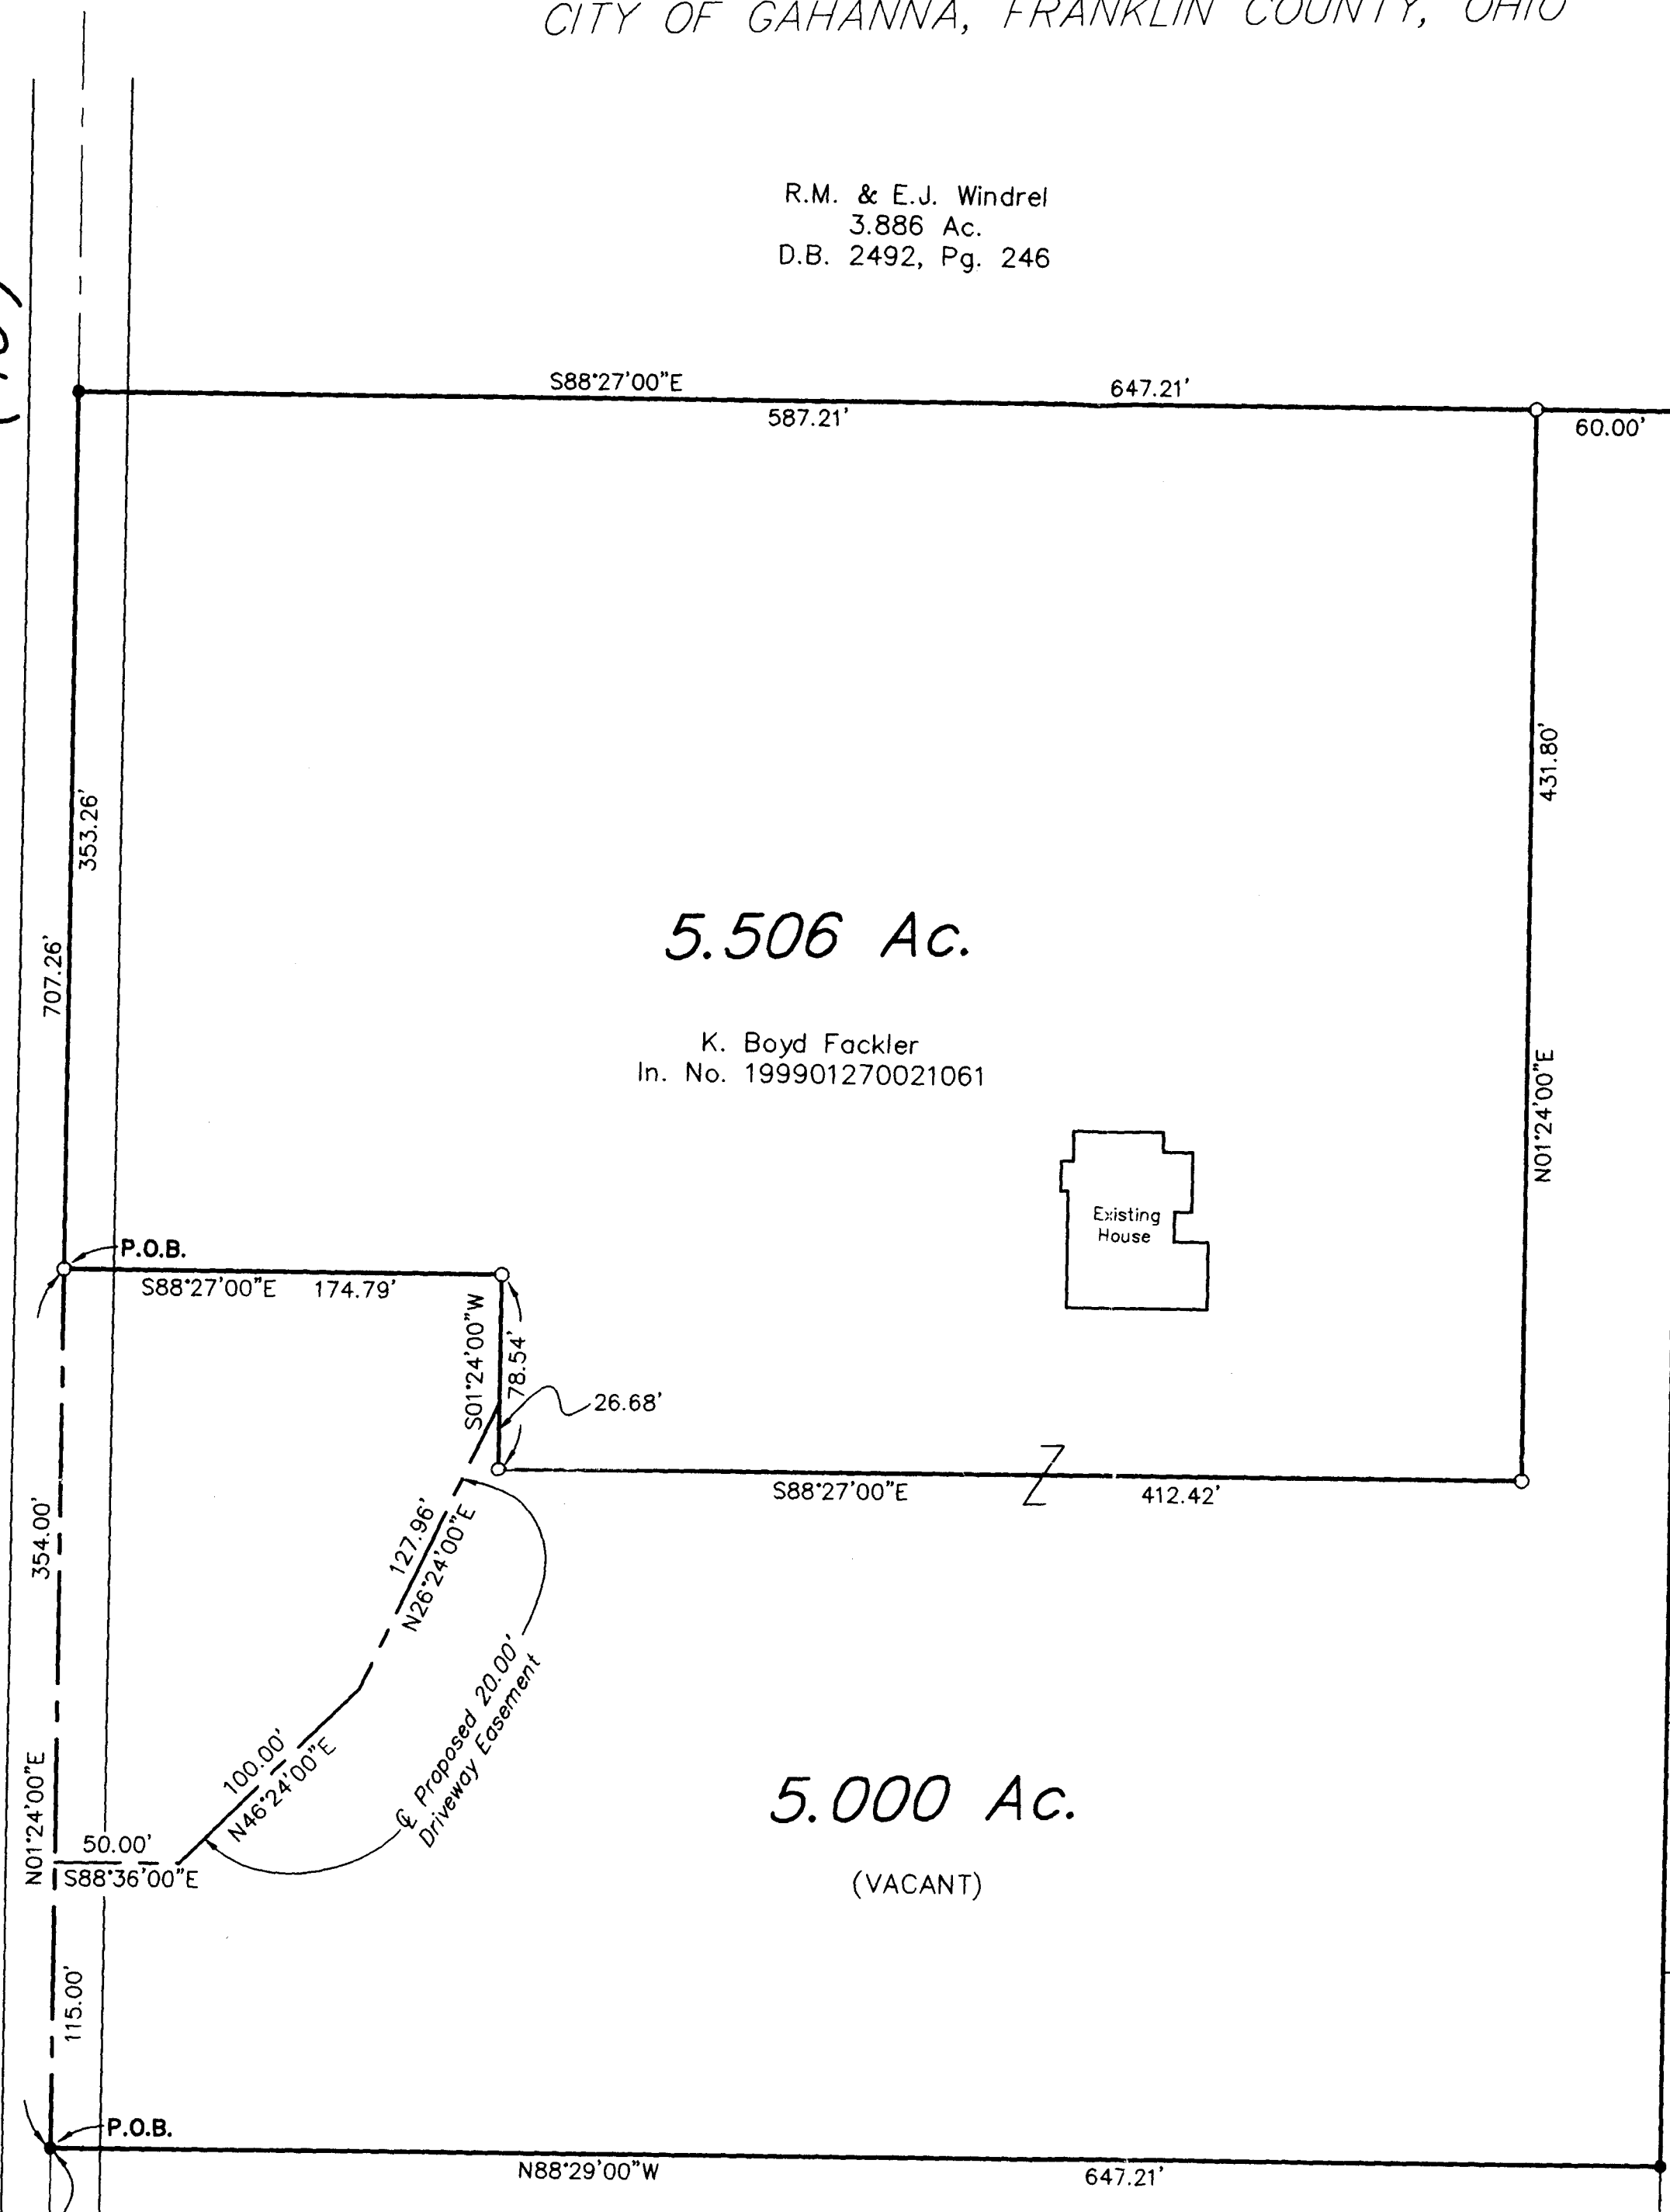 CITY OF GAHANNA, FRANKLIN COUNTY, OHIO
R.M. & E.J. Windrel
3.886 Ac.
D.B. 2492, Pg. 246
S88°27'00"E 647.21'
587.21'
60.00'
353.26'
707.26'
431.80'
N01°24'00"E
5.506 Ac.
K. Boyd Fackler
In. No. 199901270021061
Existing
House
P.O.B.
S88°27'00"E 174.79'
S01°24'00"W
78.54'
26.68'
S88°27'00"E 412.42'
354.00'
127.96'
N26°24'00"E
100.00'
N46°24'00"E
℄ Proposed 20.00'
Driveway Easement
N01°24'00"E
50.00'
S88°36'00"E
5.000 Ac.
(VACANT)
115.00'
P.O.B.
N88°29'00"W 647.21'